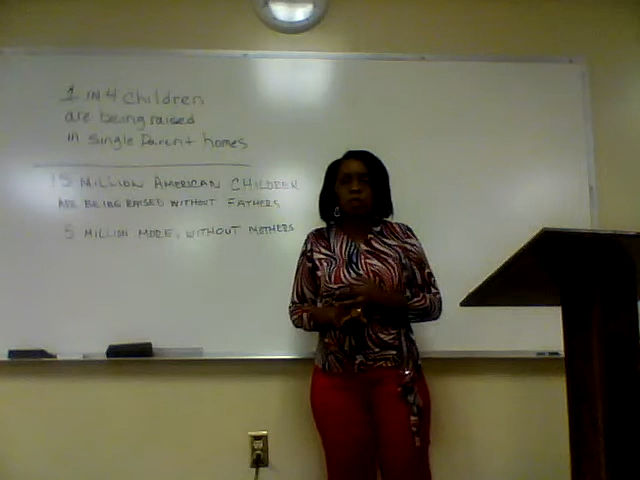 1 IN 4 children
are being raised
in single Parent homes
15 MILLION AMERICAN CHILDREN
ARE BEING RAISED WITHOUT FATHERS
5 MILLION MORE, WITHOUT MOTHERS